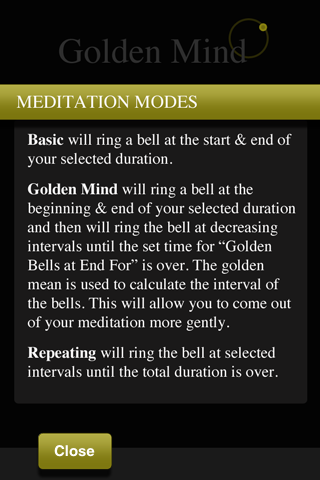 Golden Mind
MEDITATION MODES
Basic will ring a bell at the start & end of
your selected duration.
Golden Mind will ring a bell at the
beginning & end of your selected duration
and then will ring the bell at decreasing
intervals until the set time for “Golden
Bells at End For” is over. The golden
mean is used to calculate the interval of
the bells. This will allow you to come out
of your meditation more gently.
Repeating will ring the bell at selected
intervals until the total duration is over.
Close